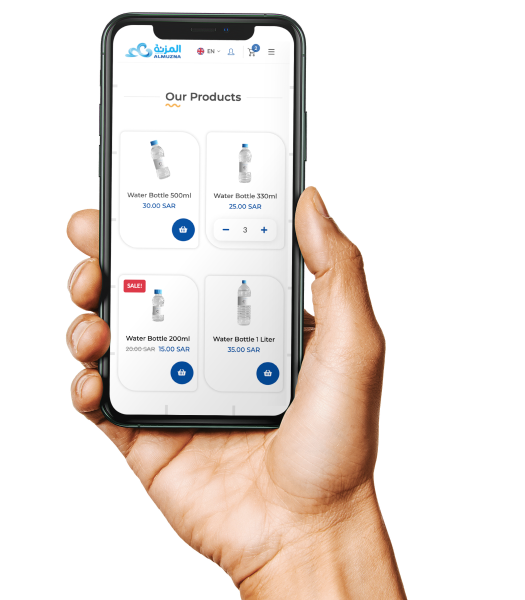 المزنة
ALMUZNA
EN
3
Our Products
Water Bottle 500ml
30.00 SAR
Water Bottle 330ml
25.00 SAR
− 3 +
SALE!
Water Bottle 200ml
20.00 SAR 15.00 SAR
Water Bottle 1 Liter
35.00 SAR